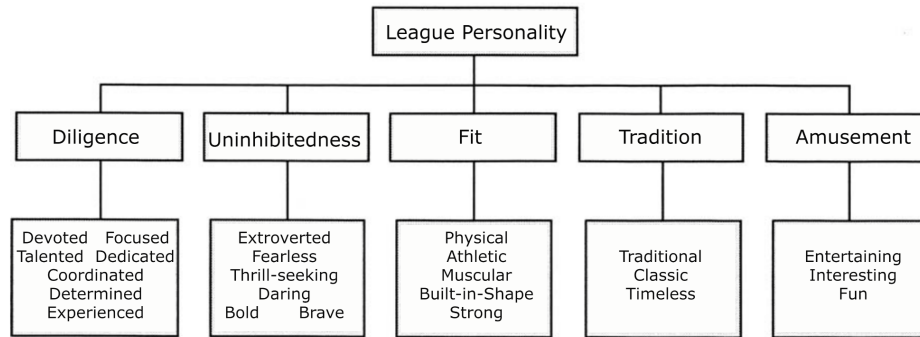 League Personality
Diligence
Uninhibitedness
Fit
Tradition
Amusement
Devoted Focused
Talented Dedicated
Coordinated
Determined
Experienced
Extroverted
Fearless
Thrill-seeking
Daring
Bold Brave
Physical
Athletic
Muscular
Built-in-Shape
Strong
Traditional
Classic
Timeless
Entertaining
Interesting
Fun